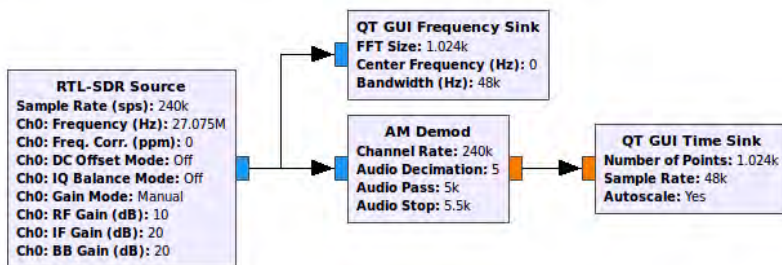 RTL-SDR Source
Sample Rate (sps): 240k
Ch0: Frequency (Hz): 27.075M
Ch0: Freq. Corr. (ppm): 0
Ch0: DC Offset Mode: Off
Ch0: IQ Balance Mode: Off
Ch0: Gain Mode: Manual
Ch0: RF Gain (dB): 10
Ch0: IF Gain (dB): 20
Ch0: BB Gain (dB): 20
QT GUI Frequency Sink
FFT Size: 1.024k
Center Frequency (Hz): 0
Bandwidth (Hz): 48k
AM Demod
Channel Rate: 240k
Audio Decimation: 5
Audio Pass: 5k
Audio Stop: 5.5k
QT GUI Time Sink
Number of Points: 1.024k
Sample Rate: 48k
Autoscale: Yes